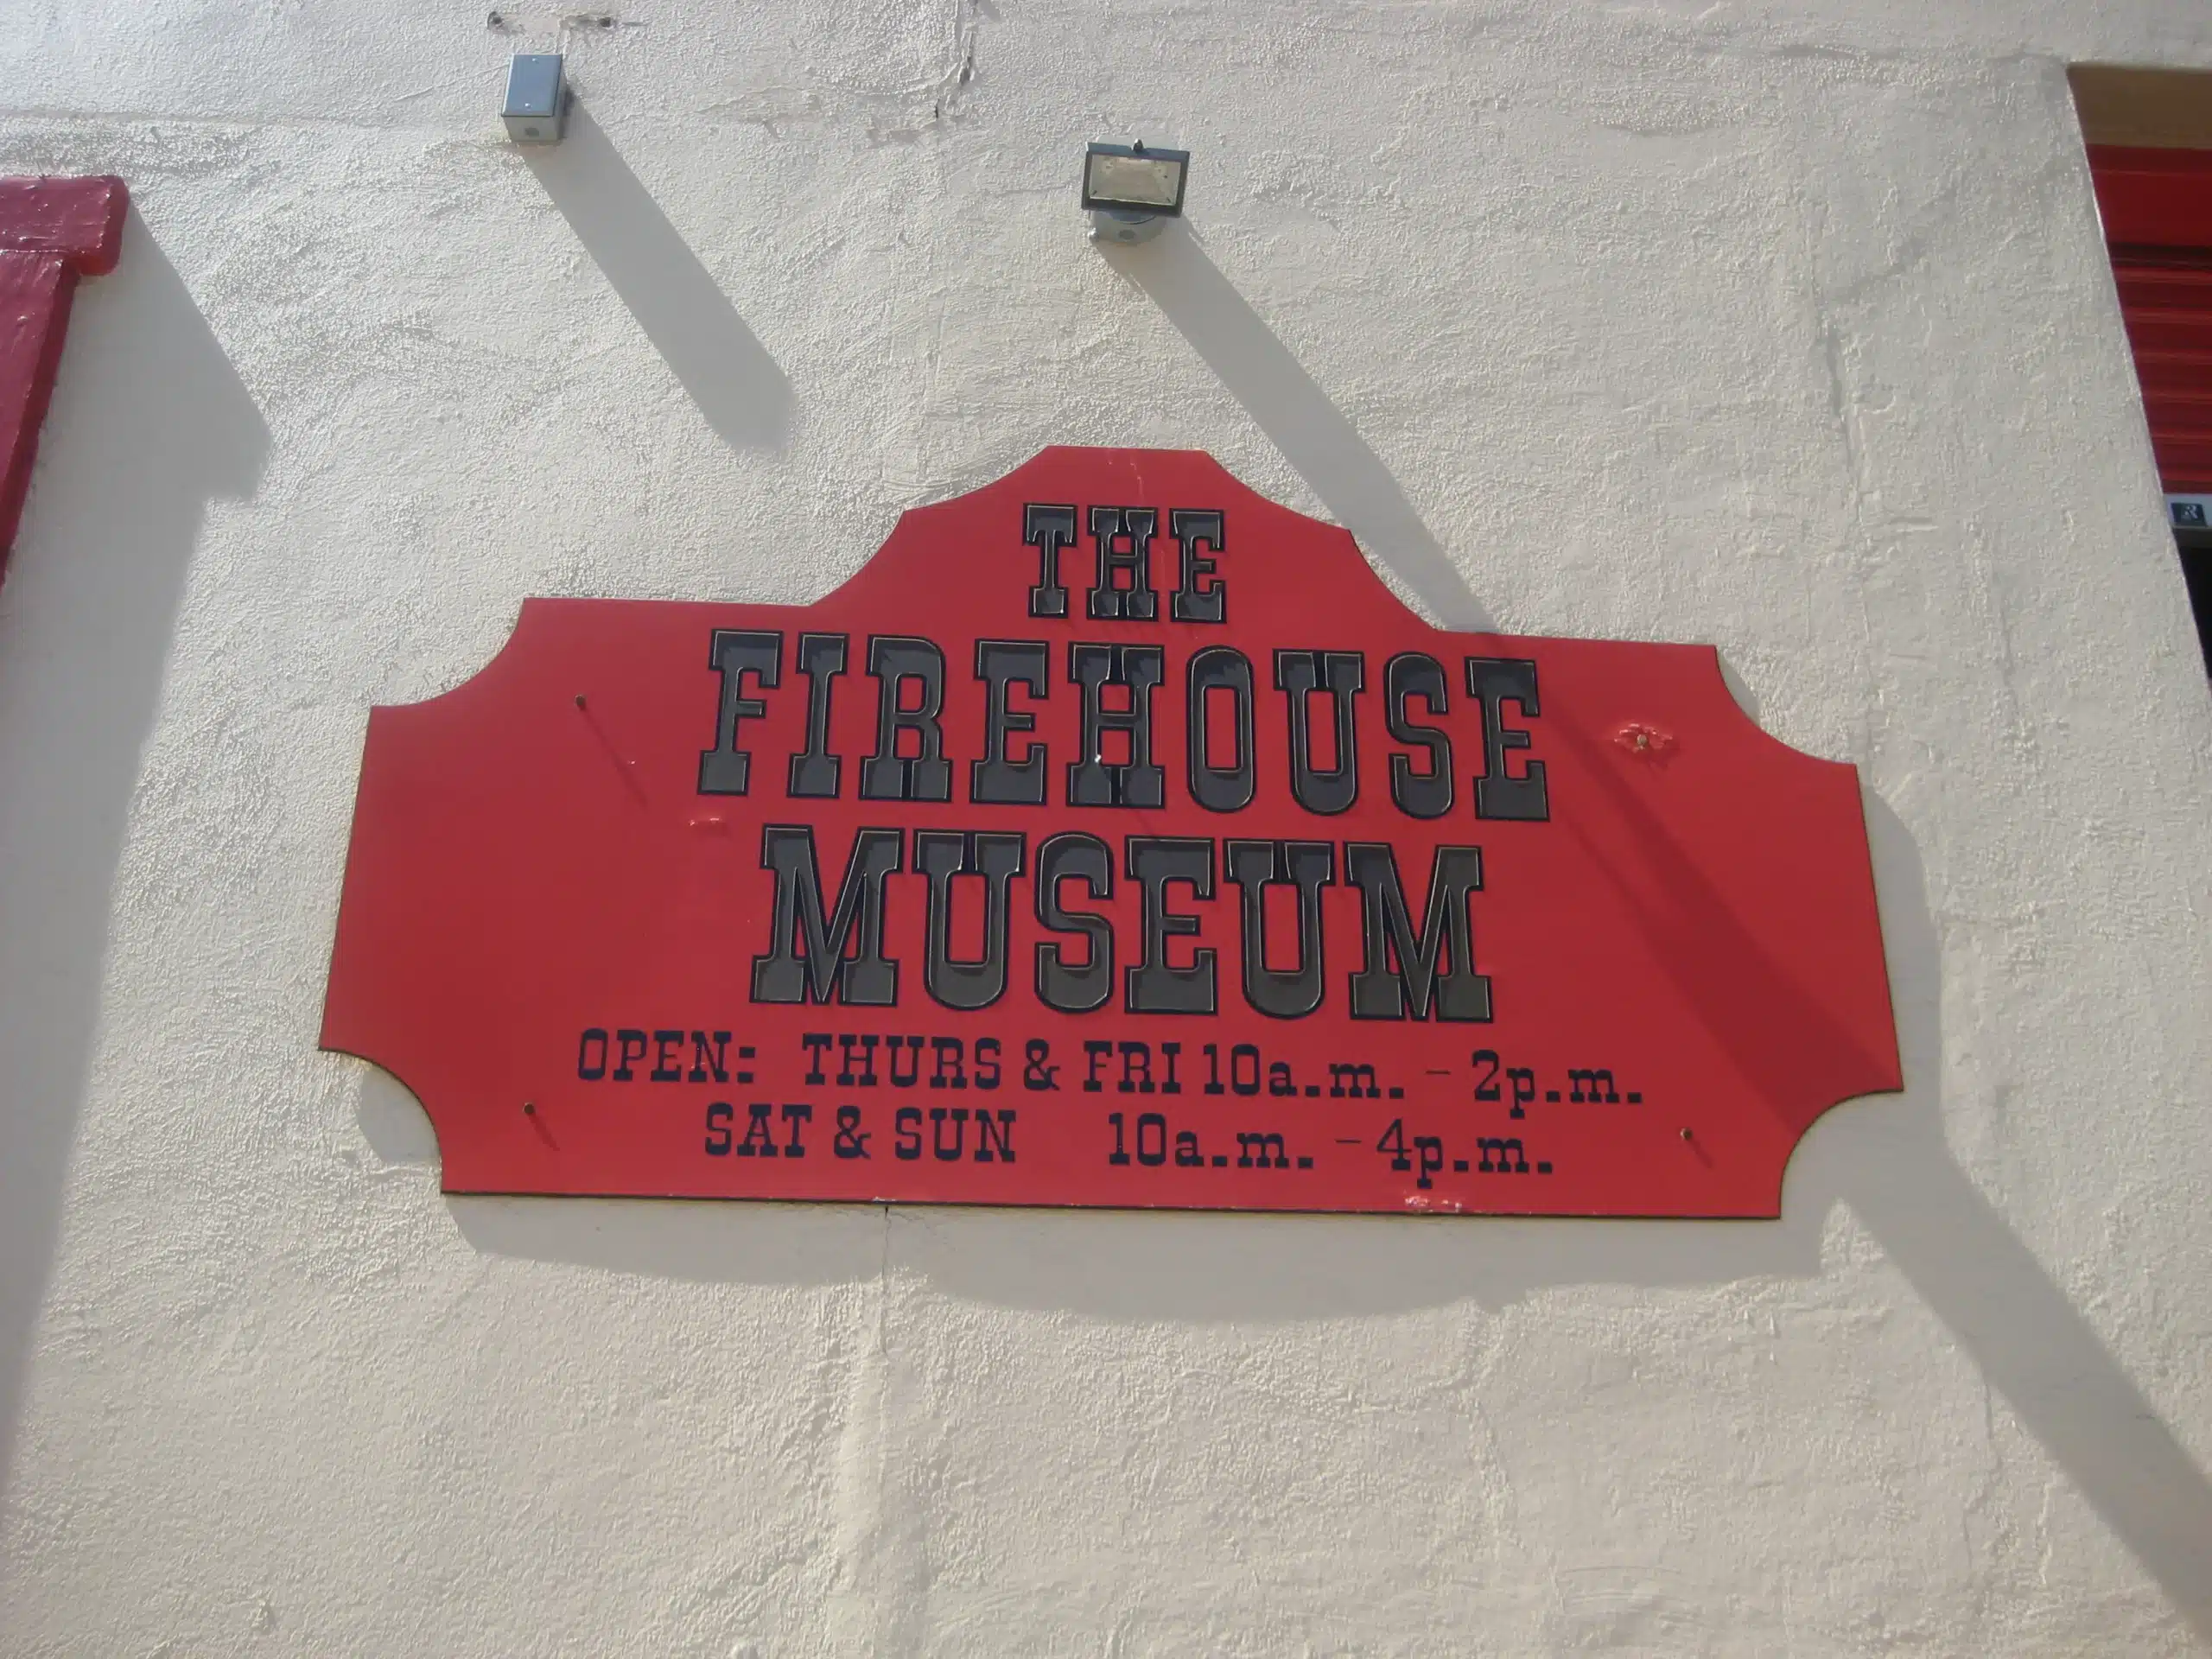 THE
FIREHOUSE
MUSEUM
OPEN: THURS & FRI 10a.m. - 2p.m.
SAT & SUN 10a.m. - 4p.m.